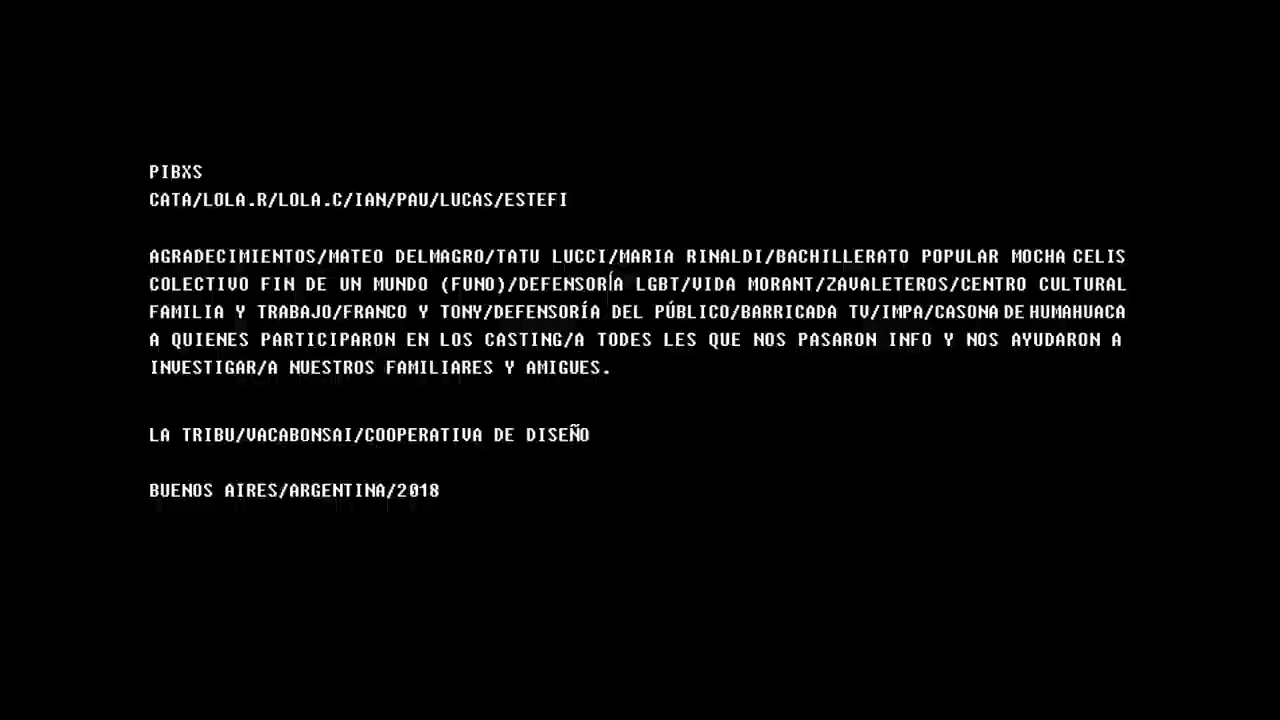 PIBXS
CATA/LOLA.R/LOLA.C/IAN/PAU/LUCAS/ESTEFI
AGRADECIMIENTOS/MATEO DELMAGRO/TATU LUCCI/MARIA RINALDI/BACHILLERATO POPULAR MOCHA CELIS
COLECTIVO FIN DE UN MUNDO (FUNO)/DEFENSORÍA LGBT/VIDA MORANT/ZAVALETEROS/CENTRO CULTURAL
FAMILIA Y TRABAJO/FRANCO Y TONY/DEFENSORÍA DEL PÚBLICO/BARRICADA TV/IMPA/CASONA DE HUMAHUACA
A QUIENES PARTICIPARON EN LOS CASTING/A TODES LES QUE NOS PASARON INFO Y NOS AYUDARON A
INVESTIGAR/A NUESTROS FAMILIARES Y AMIGUES.
LA TRIBU/VACABONSAI/COOPERATIVA DE DISEÑO
BUENOS AIRES/ARGENTINA/2018